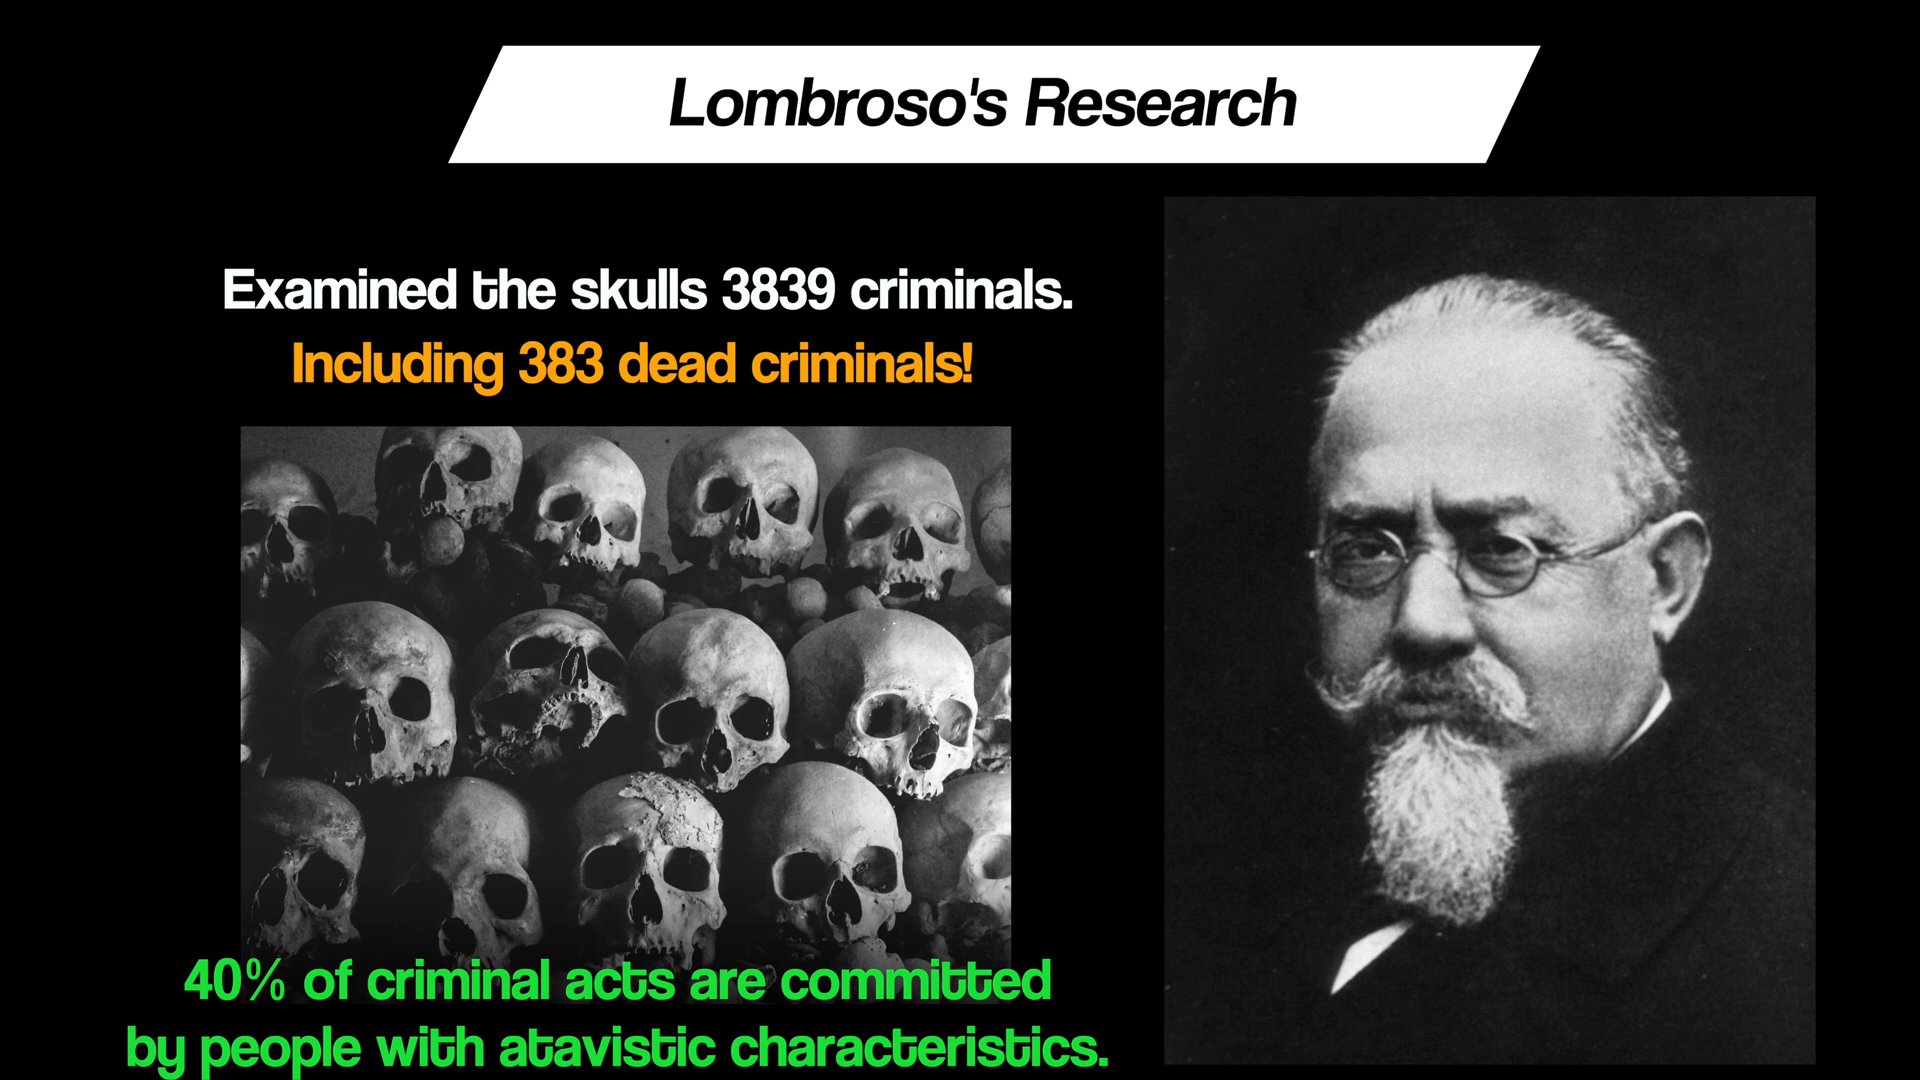 Lombroso's Research
Examined the skulls 3839 criminals.
Including 383 dead criminals!
40% of criminal acts are committed
by people with atavistic characteristics.